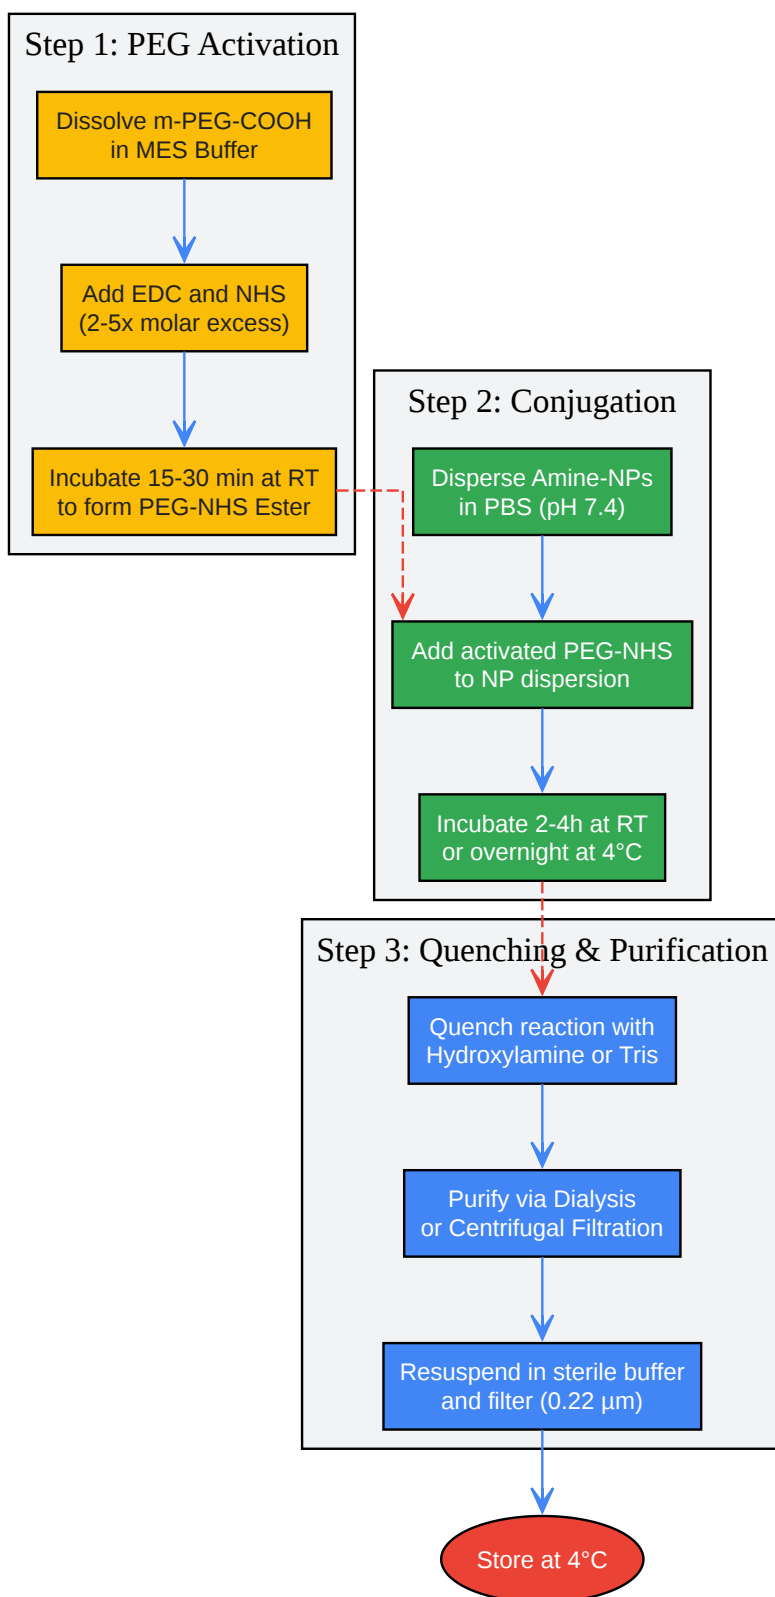 Step 1: PEG Activation
Dissolve m-PEG-COOH
in MES Buffer
Add EDC and NHS
(2-5x molar excess)
Incubate 15-30 min at RT
to form PEG-NHS Ester
Step 2: Conjugation
Disperse Amine-NPs
in PBS (pH 7.4)
Add activated PEG-NHS
to NP dispersion
Incubate 2-4h at RT
or overnight at 4°C
Step 3: Quenching & Purification
Quench reaction with
Hydroxylamine or Tris
Purify via Dialysis
or Centrifugal Filtration
Resuspend in sterile buffer
and filter (0.22 µm)
Store at 4°C